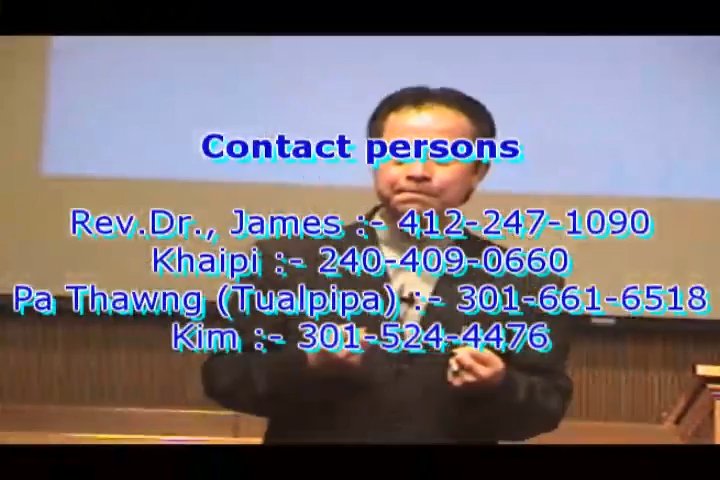 Contact persons
Rev.Dr., James :- 412-247-1090
Khaipi :- 240-409-0660
Pa Thawng (Tualpipa) :- 301-661-6518
Kim :- 301-524-4476